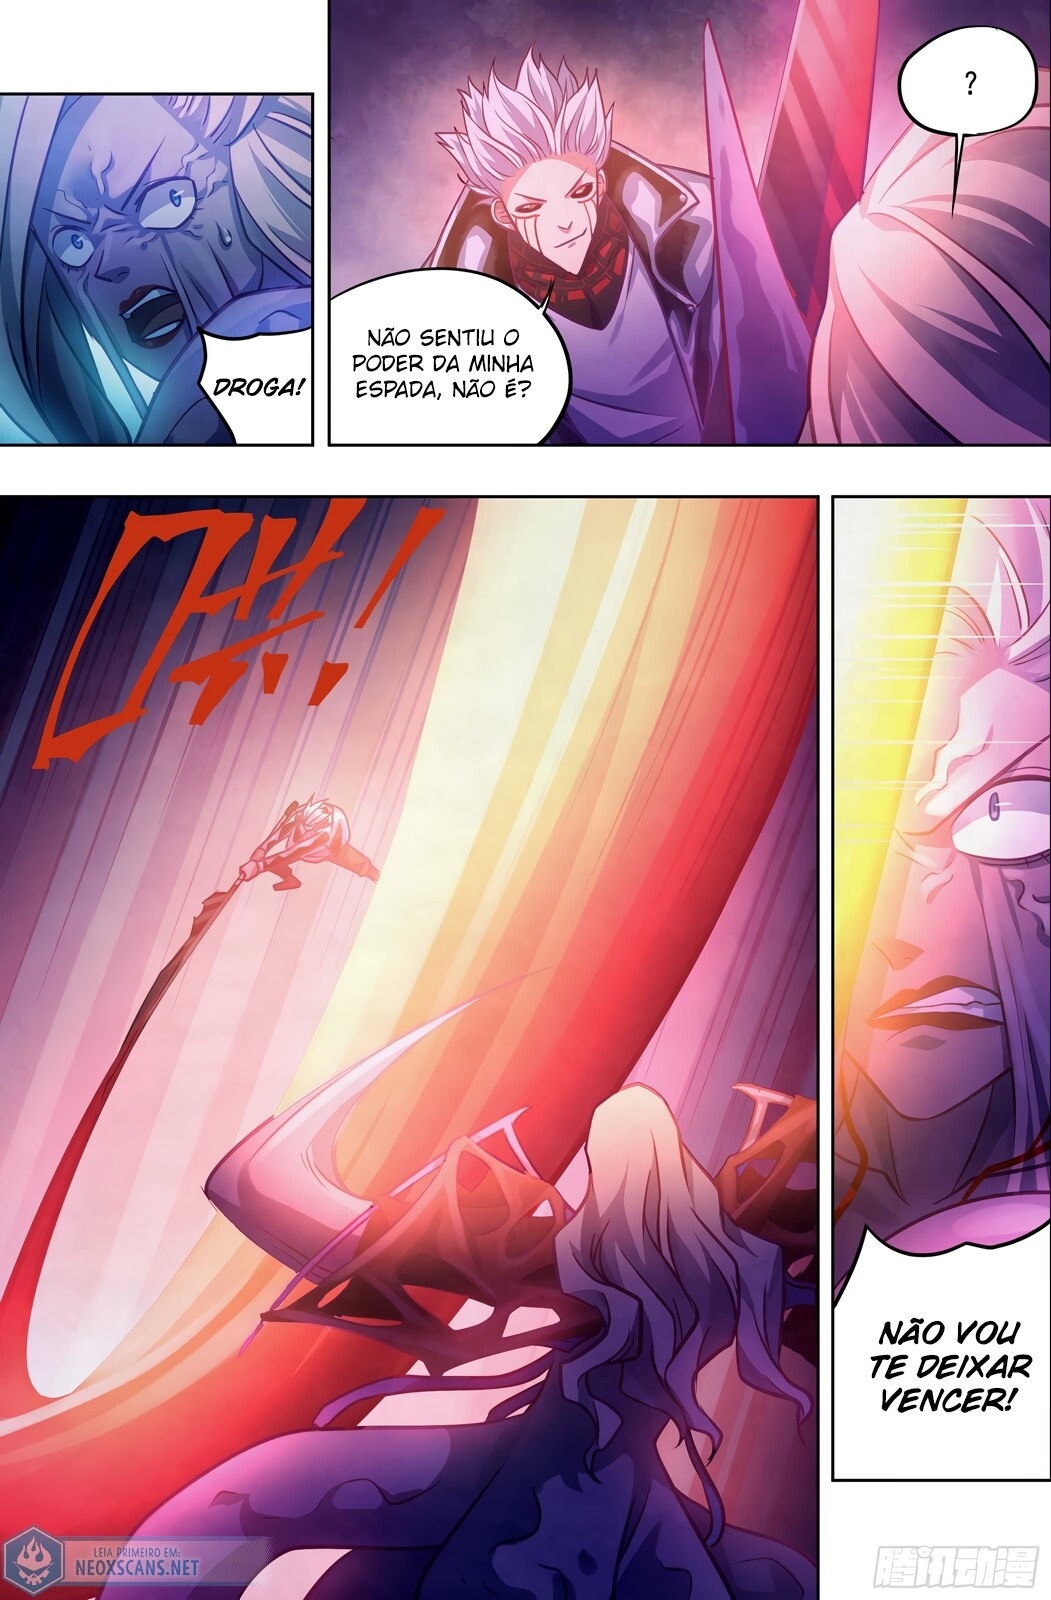 DROGA!
?
NÃO SENTIU O
PODER DA MINHA
ESPADA, NÃO É?
NÃO VOU
TE DEIXAR
VENCER!
LEIA PRIMEIRO EM:
NEOXSCANS.NET
腾讯动漫